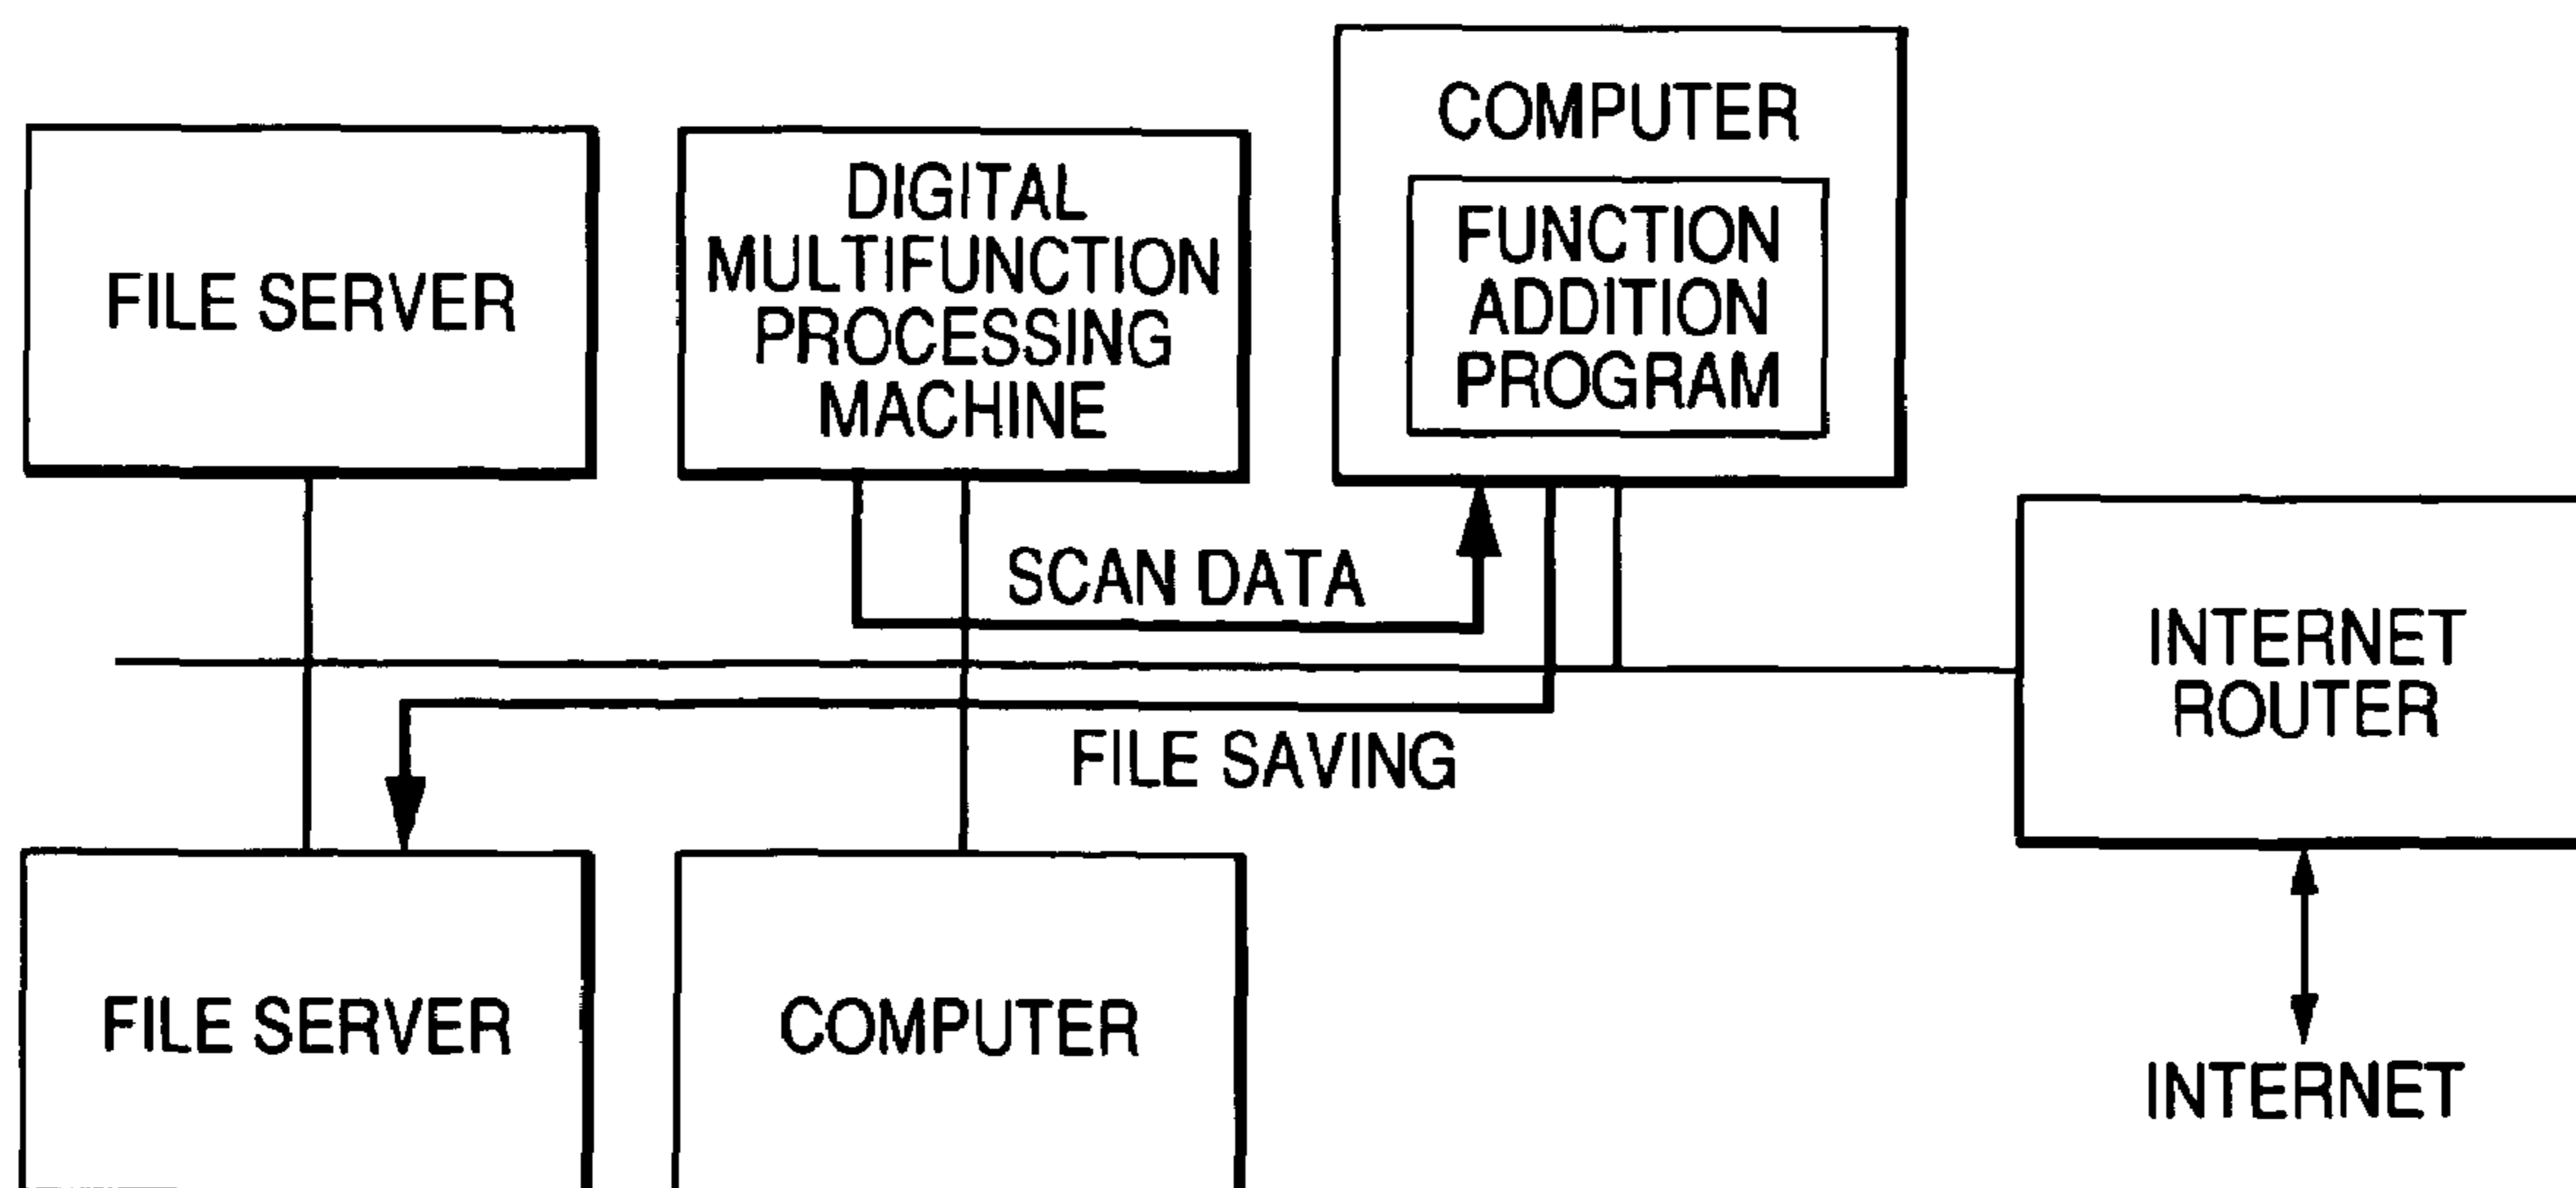 COMPUTER
FUNCTION
ADDITION
PROGRAM
FILE SERVER
DIGITAL
MULTIFUNCTION
PROCESSING
MACHINE
SCAN DATA
INTERNET
ROUTER
FILE SAVING
FILE SERVER
COMPUTER
INTERNET